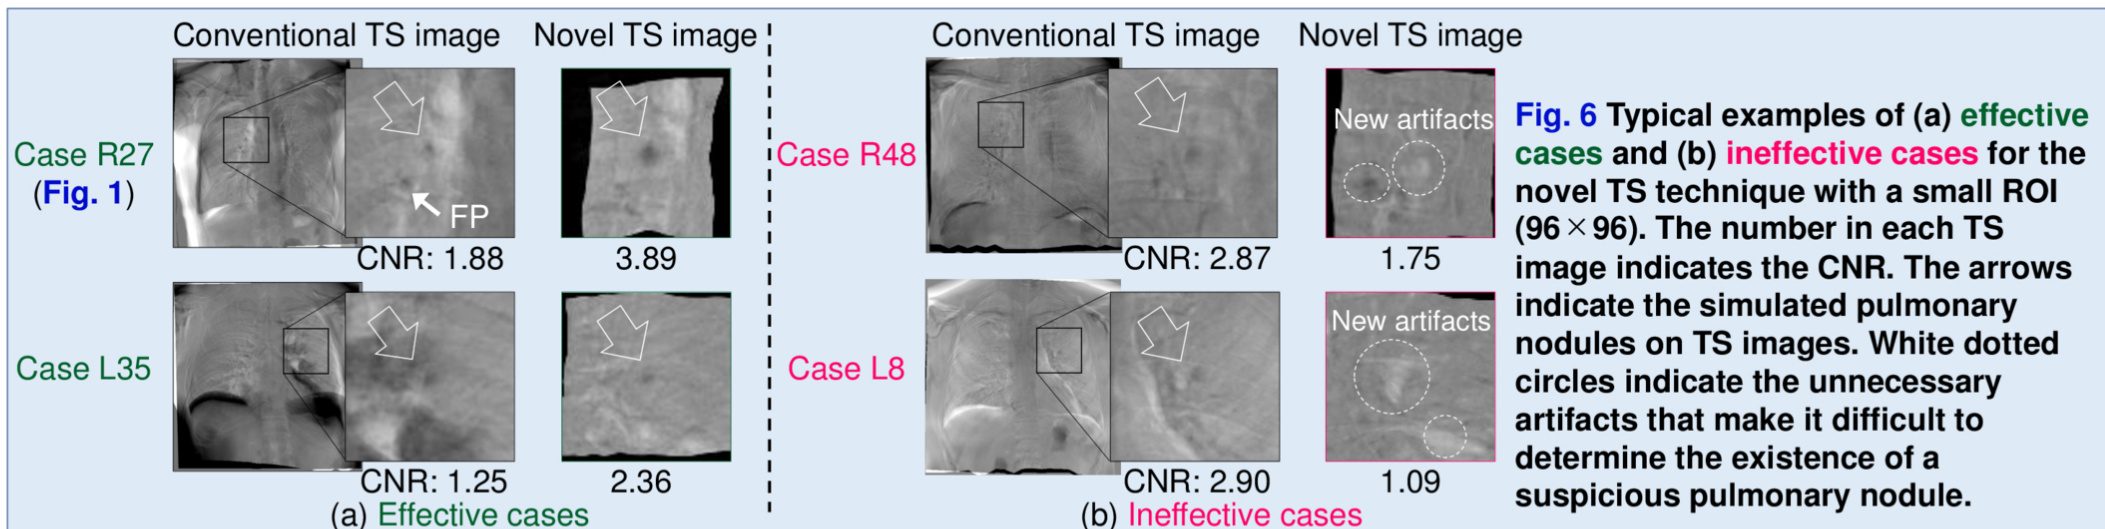 Conventional TS image
Novel TS image
Case R27
(Fig. 1)
FP
CNR: 1.88
3.89
Case L35
CNR: 1.25
2.36
(a) Effective cases
Conventional TS image
Novel TS image
Case R48
New artifacts
CNR: 2.87
1.75
Case L8
New artifacts
CNR: 2.90
1.09
(b) Ineffective cases
Fig. 6 Typical examples of (a) effective
cases and (b) ineffective cases for the
novel TS technique with a small ROI
(96×96). The number in each TS
image indicates the CNR. The arrows
indicate the simulated pulmonary
nodules on TS images. White dotted
circles indicate the unnecessary
artifacts that make it difficult to
determine the existence of a
suspicious pulmonary nodule.